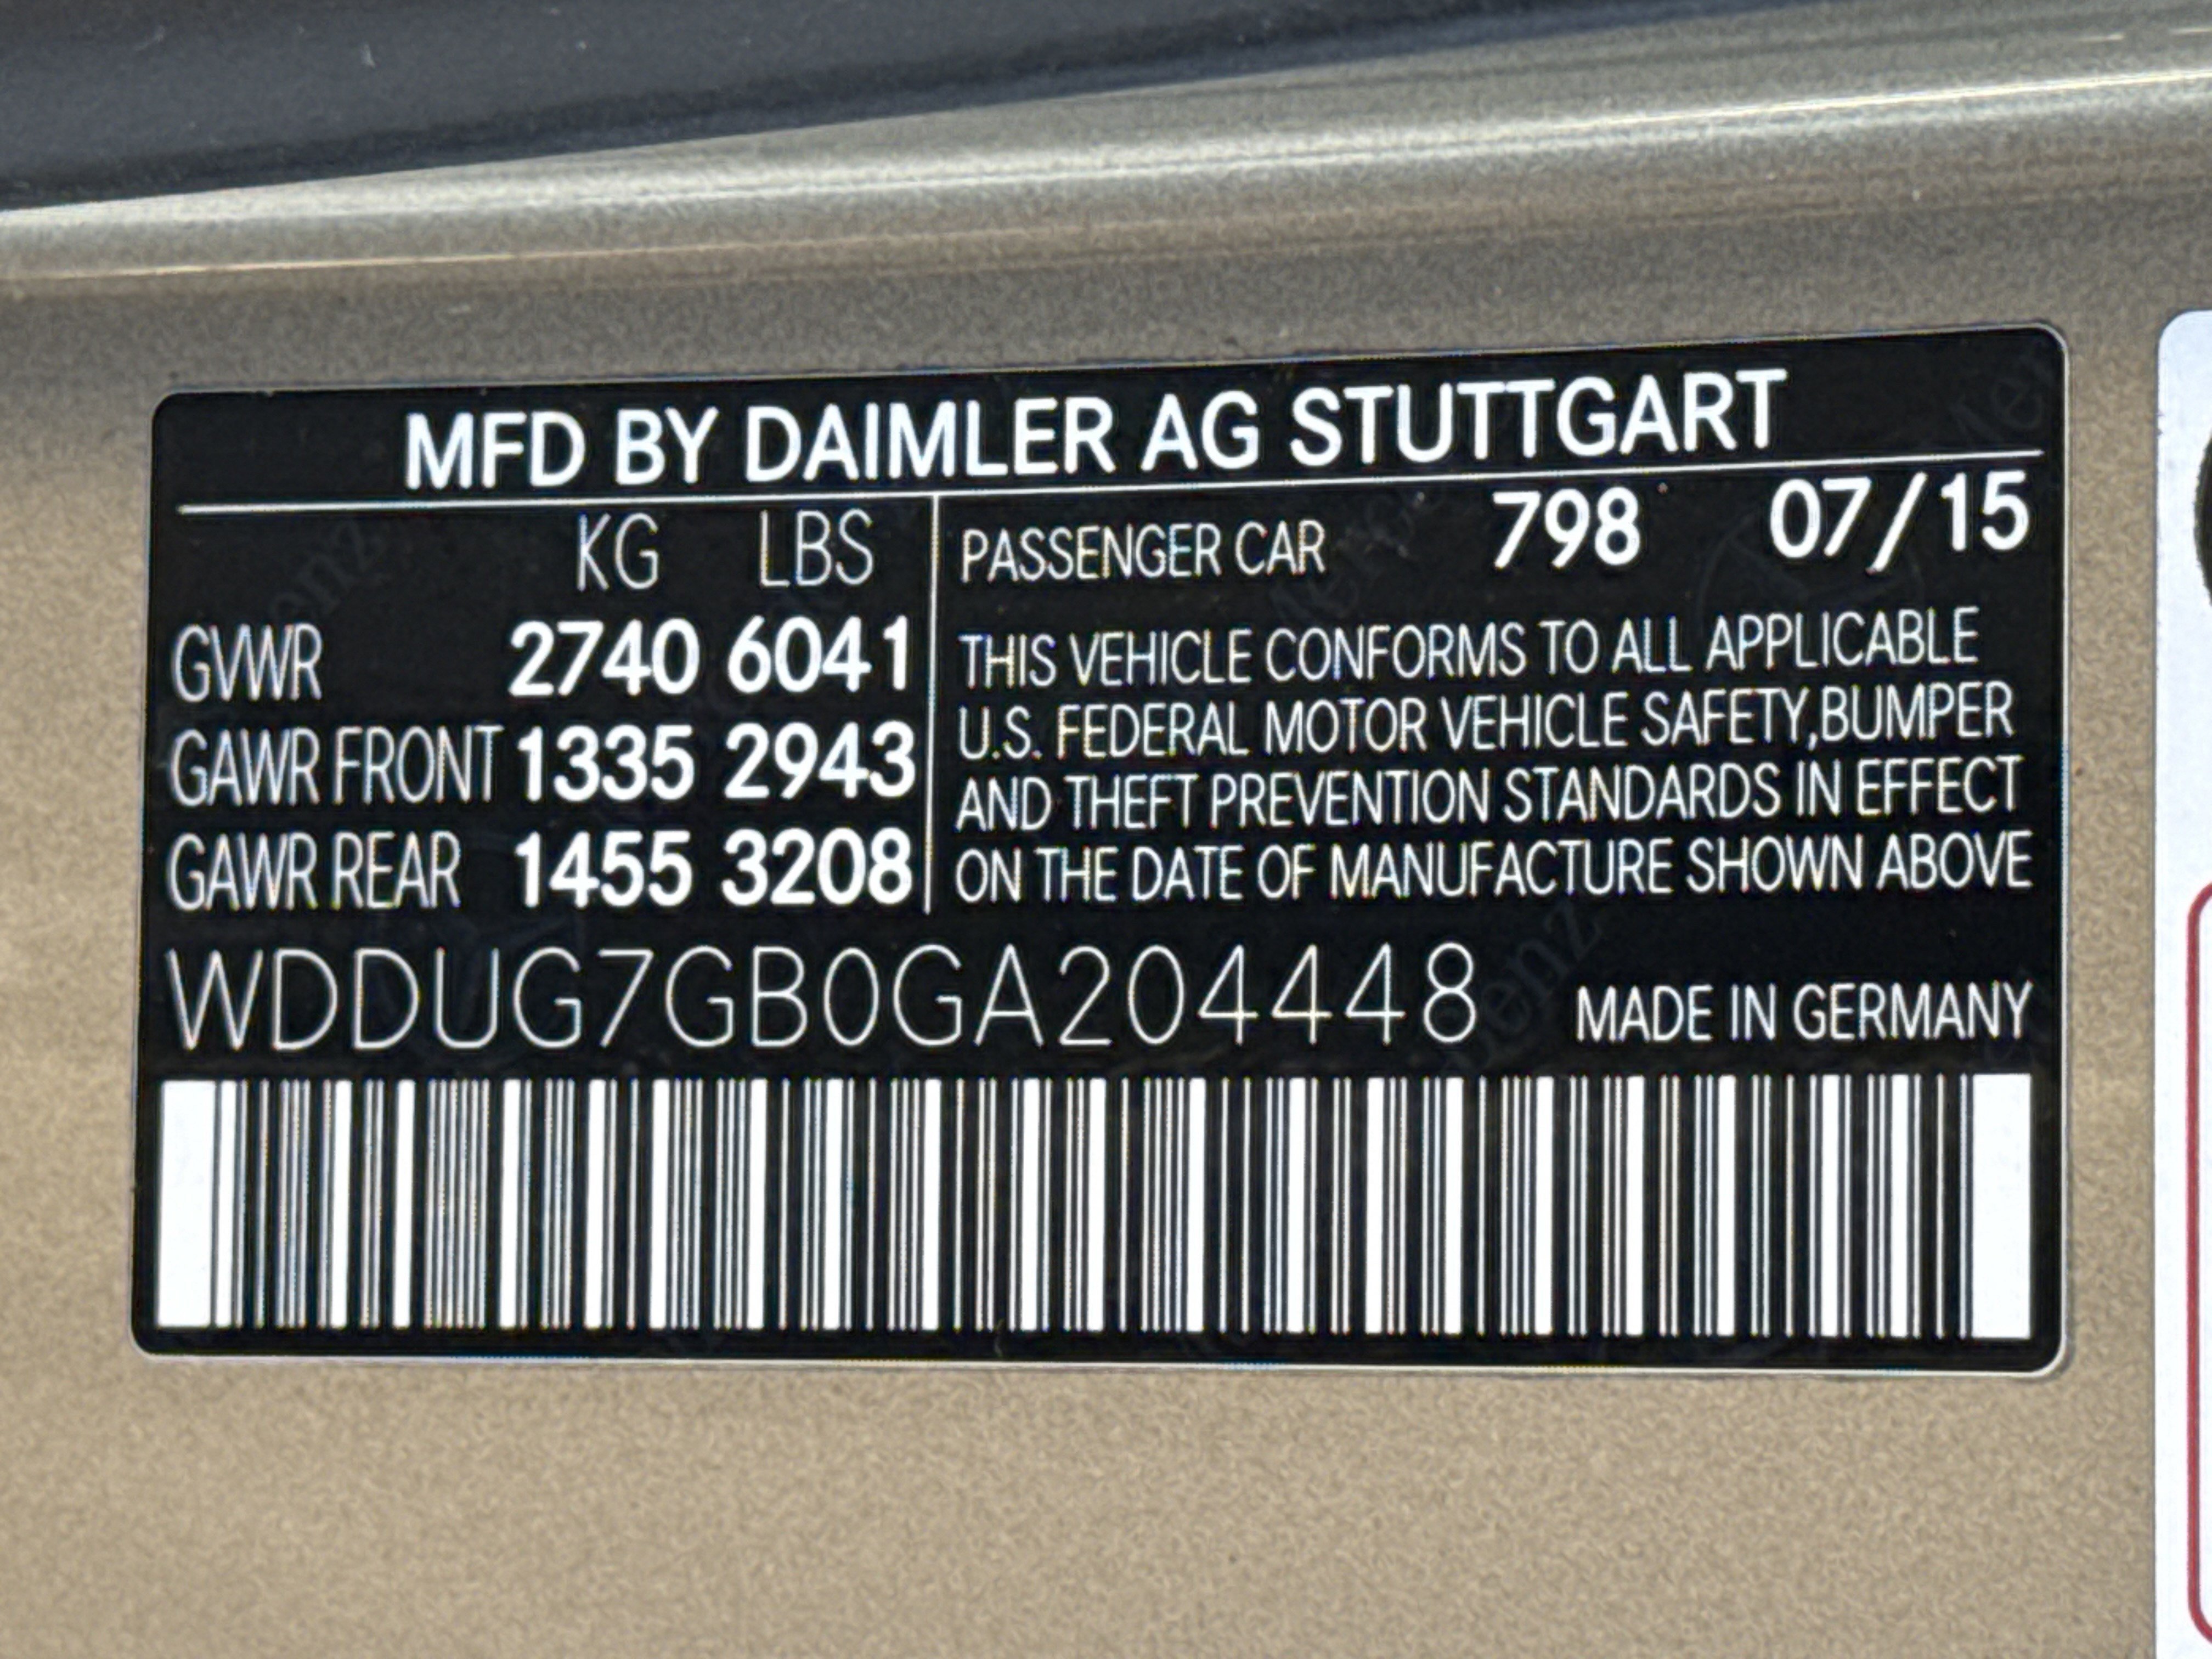 MFD BY DAIMLER AG STUTTGART
KG LBS
GVWR 2740 6041
GAWR FRONT 1335 2943
GAWR REAR 1455 3208
PASSENGER CAR 798 07/15
THIS VEHICLE CONFORMS TO ALL APPLICABLE
U.S. FEDERAL MOTOR VEHICLE SAFETY,BUMPER
AND THEFT PREVENTION STANDARDS IN EFFECT
ON THE DATE OF MANUFACTURE SHOWN ABOVE
WDDUG7GB0GA204448 MADE IN GERMANY